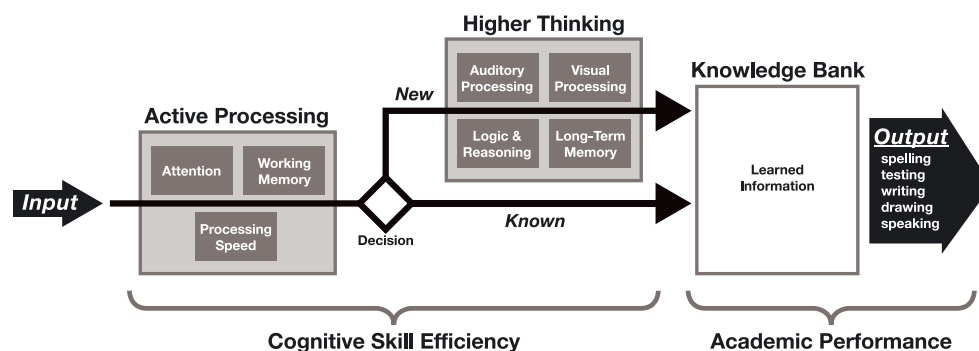 Input
Active Processing
Attention
Working
Memory
Processing
Speed
Decision
New
Known
Higher Thinking
Auditory
Processing
Visual
Processing
Logic &
Reasoning
Long-Term
Memory
Knowledge Bank
Learned
Information
Output
spelling
testing
writing
drawing
speaking
Cognitive Skill Efficiency
Academic Performance